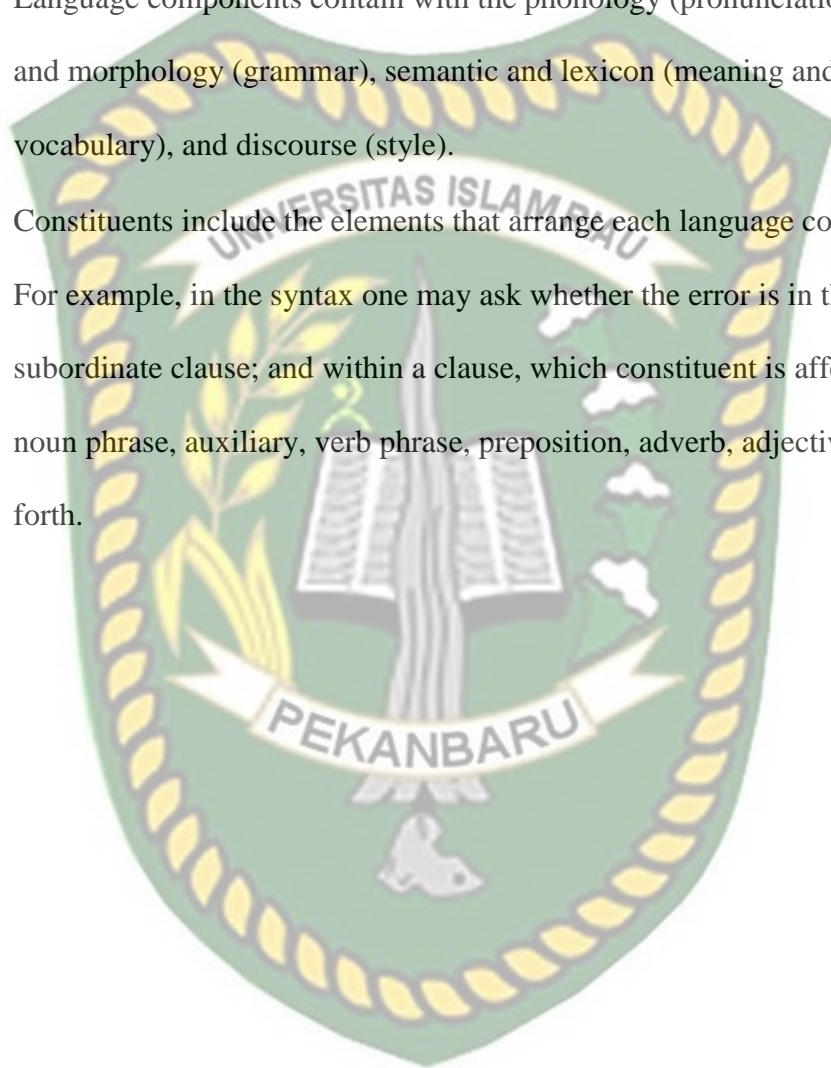 Language components contain with the phonology (pronunciatio
and morphology (grammar), semantic and lexicon (meaning and
vocabulary), and discourse (style).
UNIVERSITAS ISLAM RIAU
Constituents include the elements that arrange each language co
For example, in the syntax one may ask whether the error is in t
subordinate clause; and within a clause, which constituent is aff
noun phrase, auxiliary, verb phrase, preposition, adverb, adjectiv
forth.
PEKANBARU